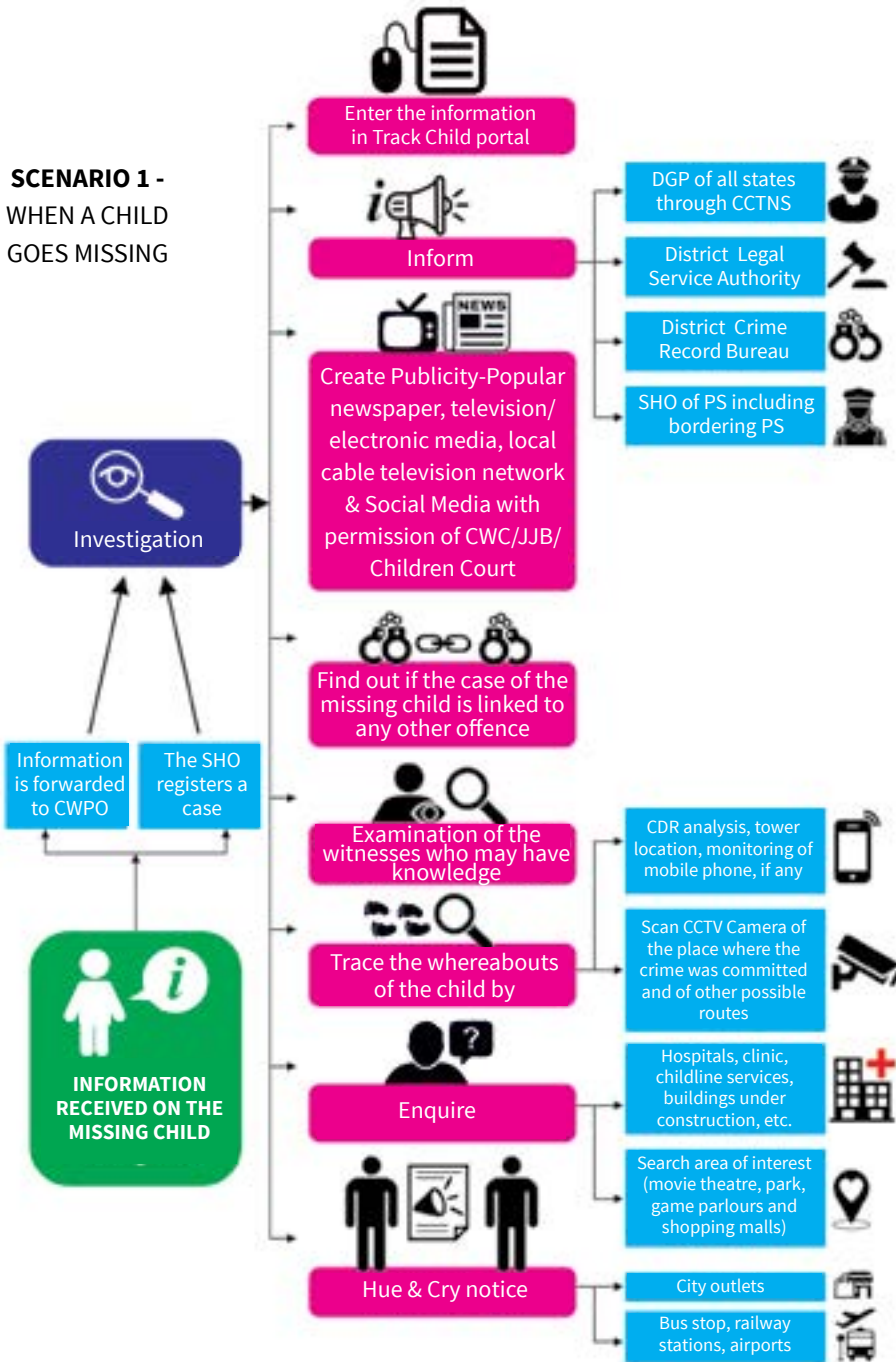 SCENARIO 1 -
WHEN A CHILD
GOES MISSING
Enter the information
in Track Child portal
i
Inform
DGP of all states
through CCTNS
District Legal
Service Authority
District Crime
Record Bureau
SHO of PS including
bordering PS
NEWS
Create Publicity-Popular
newspaper, television/
electronic media, local
cable television network
& Social Media with
permission of CWC/JJB/
Children Court
Investigation
Find out if the case of the
missing child is linked to
any other offence
Information
is forwarded
to CWPO
The SHO
registers a
case
Examination of the
witnesses who may have
knowledge
Trace the whereabouts
of the child by
CDR analysis, tower
location, monitoring of
mobile phone, if any
Scan CCTV Camera of
the place where the
crime was committed
and of other possible
routes
i
INFORMATION
RECEIVED ON THE
MISSING CHILD
?
Enquire
Hospitals, clinic,
childline services,
buildings under
construction, etc.
Search area of interest
(movie theatre, park,
game parlours and
shopping malls)
Hue & Cry notice
City outlets
Bus stop, railway
stations, airports